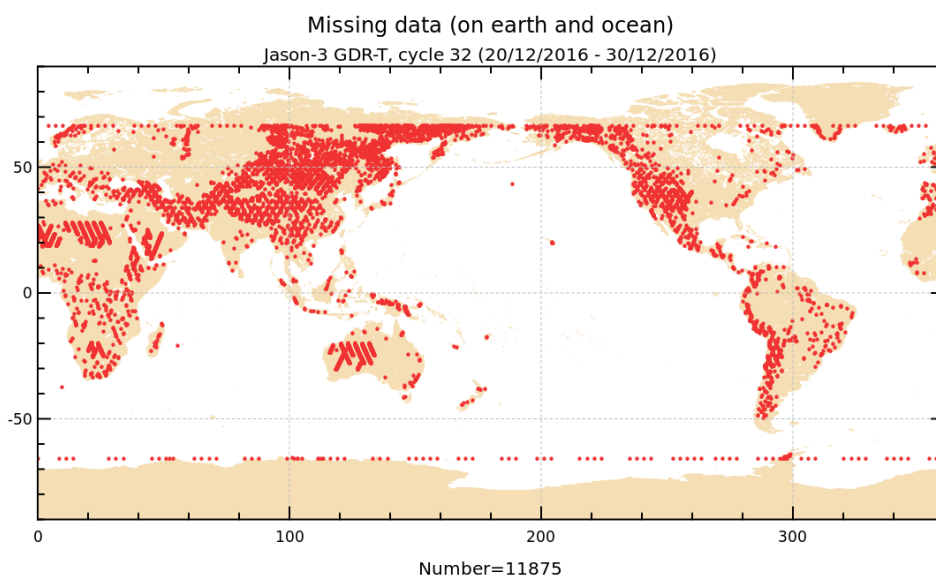 Missing data (on earth and ocean)
Jason-3 GDR-T, cycle 32 (20/12/2016 - 30/12/2016)
50
0
-50
0 100 200 300
Number=11875